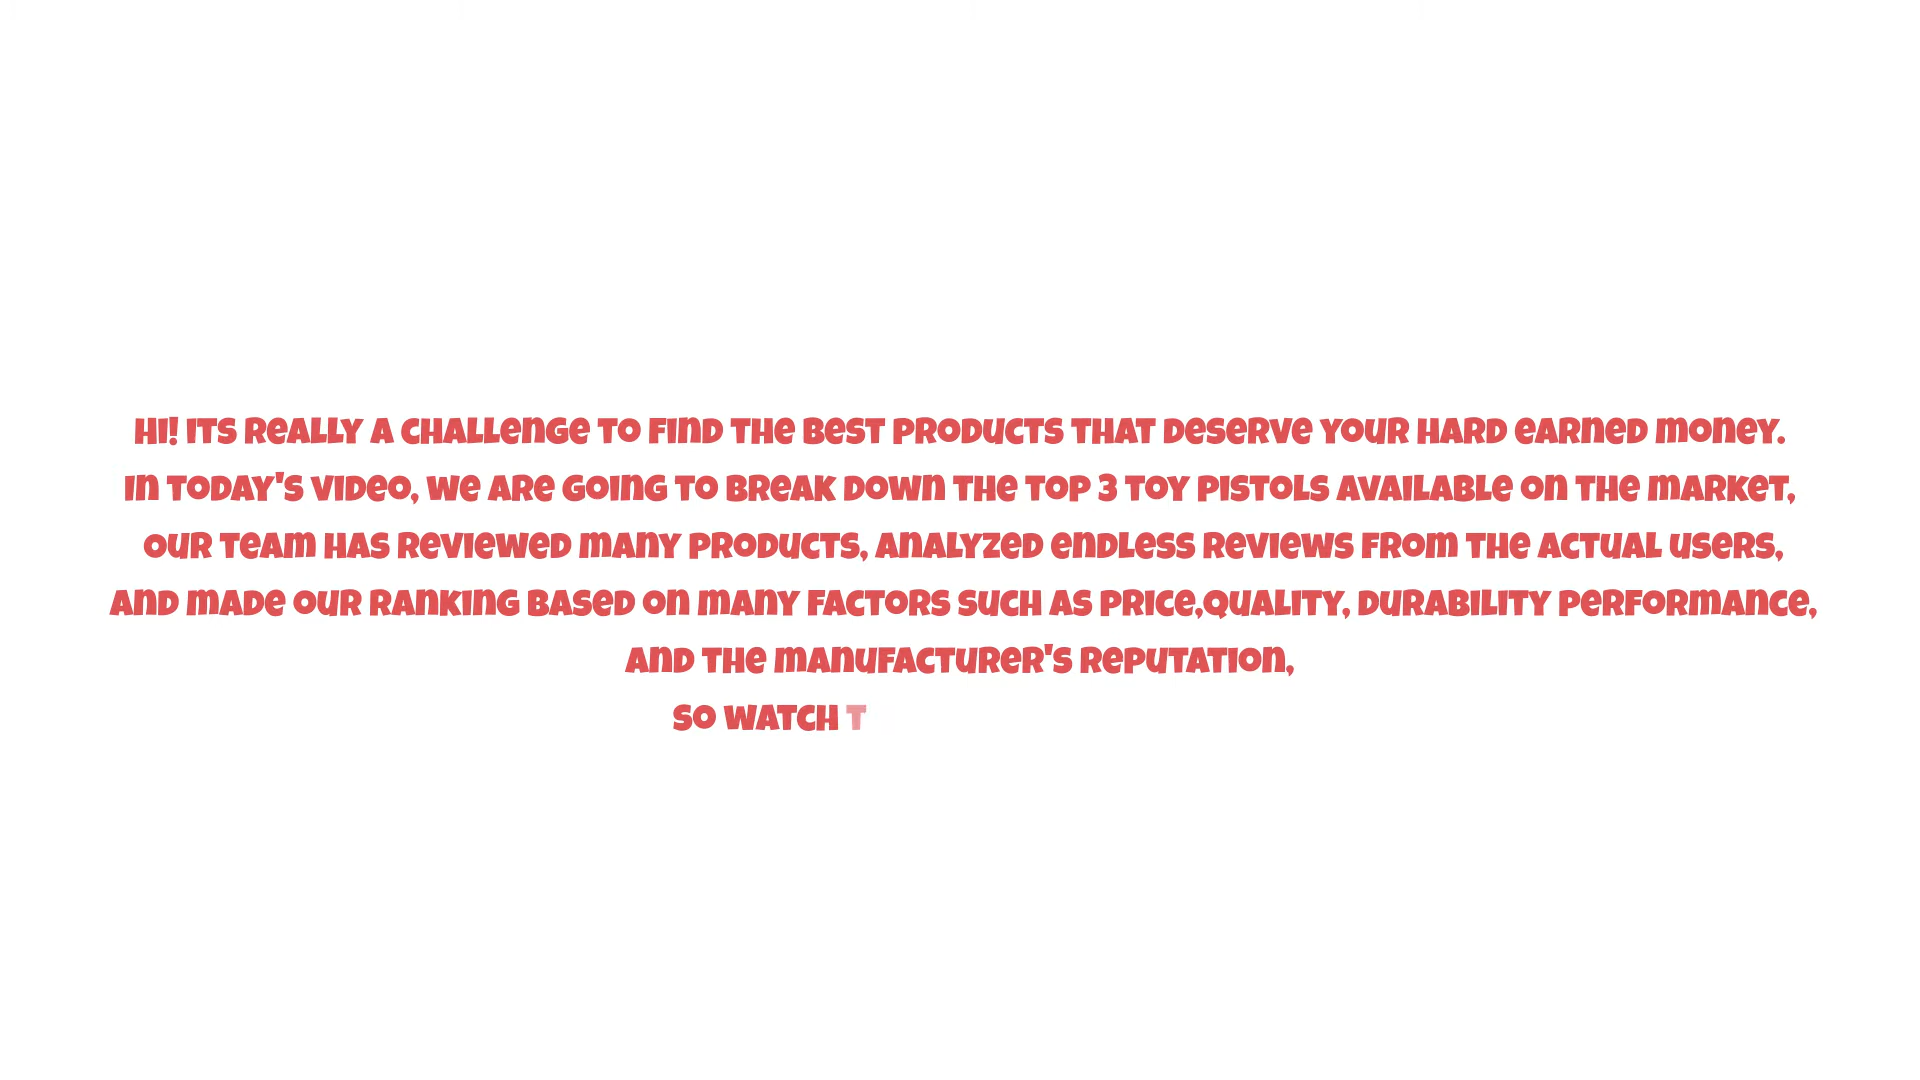 Hi! Its really a challenge to find the best products that deserve your hard earned money.
In today's video, we are going to break down the top 3 toy pistols available on the market,
our team has reviewed many products, analyzed endless reviews from the actual users,
and made our ranking based on many factors such as price,quality, durability performance,
and the manufacturer's reputation,
so watch t